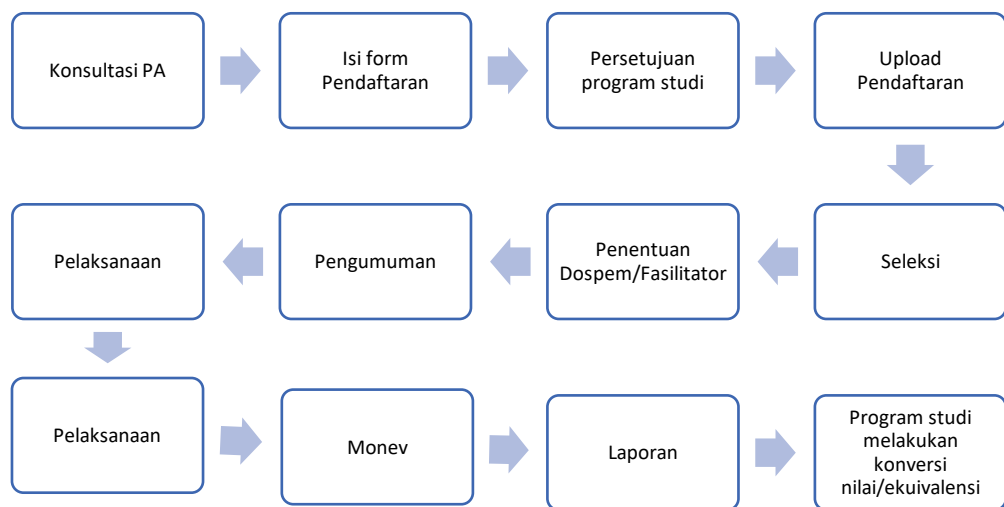 Konsultasi PA
Isi form
Pendaftaran
Persetujuan
program studi
Upload
Pendaftaran
Seleksi
Penentuan
Dospem/Fasilitator
Pengumuman
Pelaksanaan
Pelaksanaan
Monev
Laporan
Program studi
melakukan
konversi
nilai/ekuivalensi